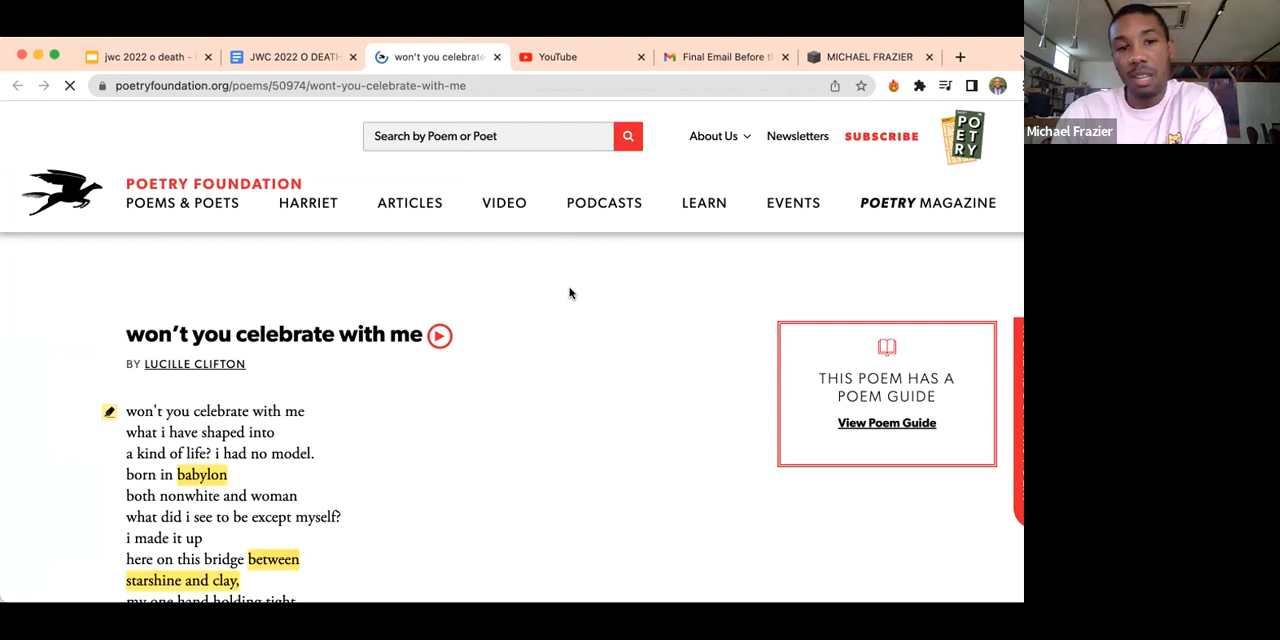 jwc 2022 o death -
JWC 2022 O DEATH
won't you celebrate
YouTube
Final Email Before t
MICHAEL FRAZIER
poetryfoundation.org/poems/50974/wont-you-celebrate-with-me
Search by Poem or Poet
About Us
Newsletters
SUBSCRIBE
POETRY
POETRY FOUNDATION
POEMS & POETS
HARRIET
ARTICLES
VIDEO
PODCASTS
LEARN
EVENTS
POETRY MAGAZINE
won't you celebrate with me
BY LUCILLE CLIFTON
won't you celebrate with me
what i have shaped into
a kind of life? i had no model.
born in babylon
both nonwhite and woman
what did i see to be except myself?
i made it up
here on this bridge between
starshine and clay,
my one hand holding tight
THIS POEM HAS A
POEM GUIDE
View Poem Guide
Michael Frazier